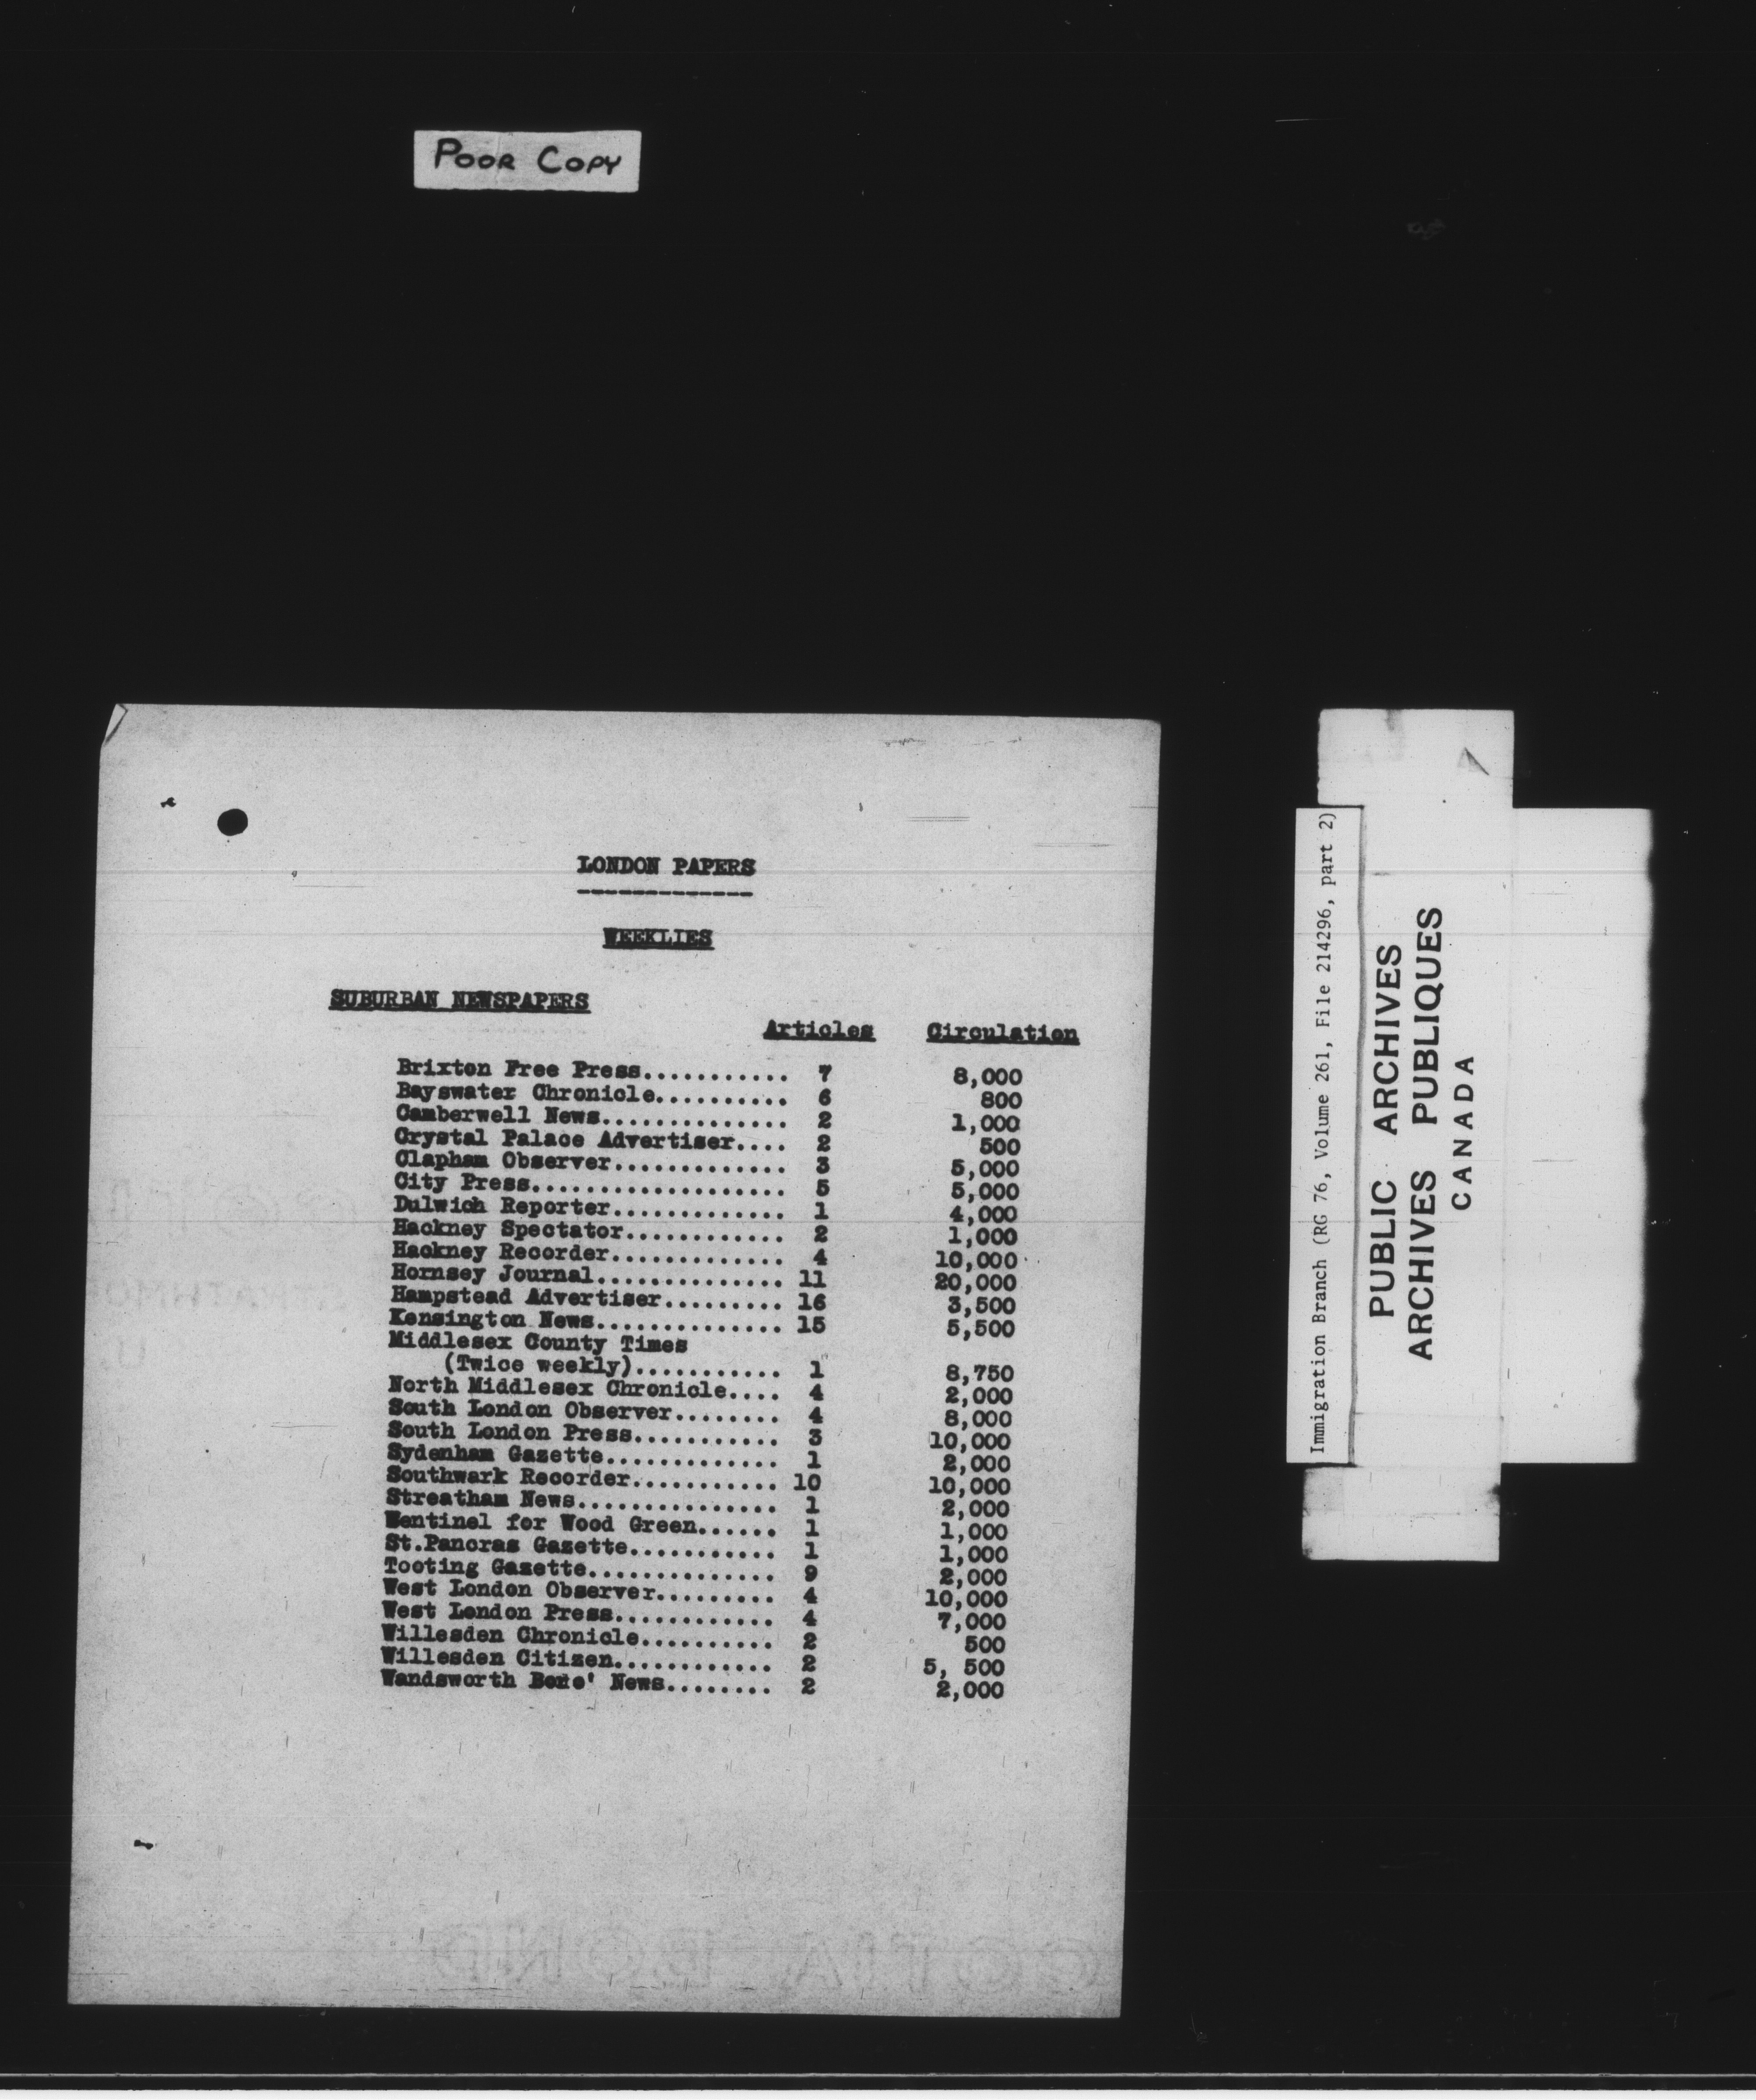 POOR COPY
LONDON PAPERS
WEEKLIES
SUBURBAN NEWSPAPERS
Articles Circulation
Brixton Free Press........... 7 8,000
Bayswater Chronicle.......... 6 800
Camberwell News.............. 2 1,000
Crystal Palace Advertiser.... 2 500
Clapham Observer............. 3 5,000
City Press................... 5 5,000
Dulwich Reporter............. 1 4,000
Hackney Spectator............ 2 1,000
Hackney Recorder............. 4 10,000
Hornsey Journal.............. 11 20,000
Hampstead Advertiser......... 16 3,500
Kensington News.............. 15 5,500
Middlesex County Times
(Twice weekly)........... 1 8,750
North Middlesex Chronicle.... 4 2,000
South London Observer........ 4 8,000
South London Press........... 3 10,000
Sydenham Gazette............. 1 2,000
Southwark Recorder........... 10 10,000
Streatham News............... 1 2,000
Sentinel for Wood Green...... 1 1,000
St.Pancras Gazette........... 1 1,000
Tooting Gazette.............. 9 2,000
West London Observer......... 4 10,000
West London Press............ 4 7,000
Willesden Chronicle.......... 2 500
Willesden Citizen............ 2 5, 500
Wandsworth News........ 2 2,000
Immigration Branch (RG 76, Volume 261, File 214296, part 2)
PUBLIC ARCHIVES
ARCHIVES PUBLIQUES
CANADA